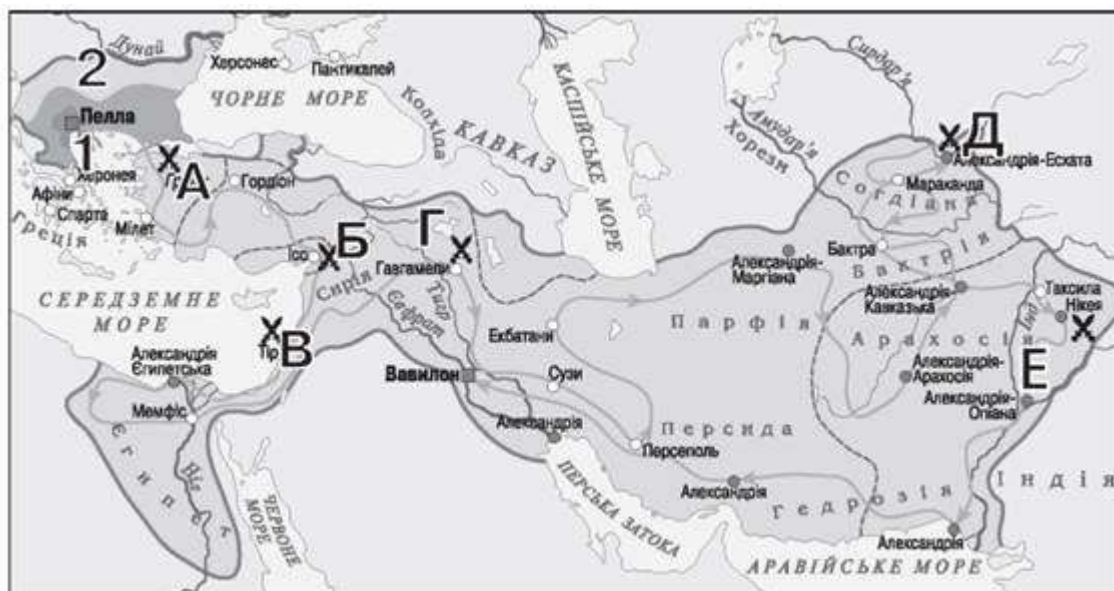 Дунай
Херсонес
Пантикапей
2
ЧОРНЕ МОРЕ
Пелла
1
Херонея
Афіни
Спарта
Мілет
Греція
А
Гордіон
Колхіда
КАВКАЗ
КАСПІЙСЬКЕ МОРЕ
Сирдар'я
Амудар'я
Хорезм
Д
Александрія-Есхата
Мараканда
Согдіана
Бактра
Бактрія
Александрія-
Маргіана
Александрія
Кавказька
Таксила
Нікея
Інд
Е
Б
Іссо
Сирія
Г
Гавгамели
Тигр
Євфрат
СЕРЕДЗЕМНЕ
МОРЕ
В
Тір
Екбатани
Парфія
Арахосія
Александрія-
Арахосія
Александрія-
Опіана
Александрія
Єгипетська
Мемфіс
Вавилон
Сузи
Александрія
Персида
Персеполь
Єгипет
Ніл
ЧЕРВОНЕ
МОРЕ
ПЕРСЬКА ЗАТОКА
Александрія
Гедрозія
Індія
Александрія
АРАВІЙСЬКЕ МОРЕ